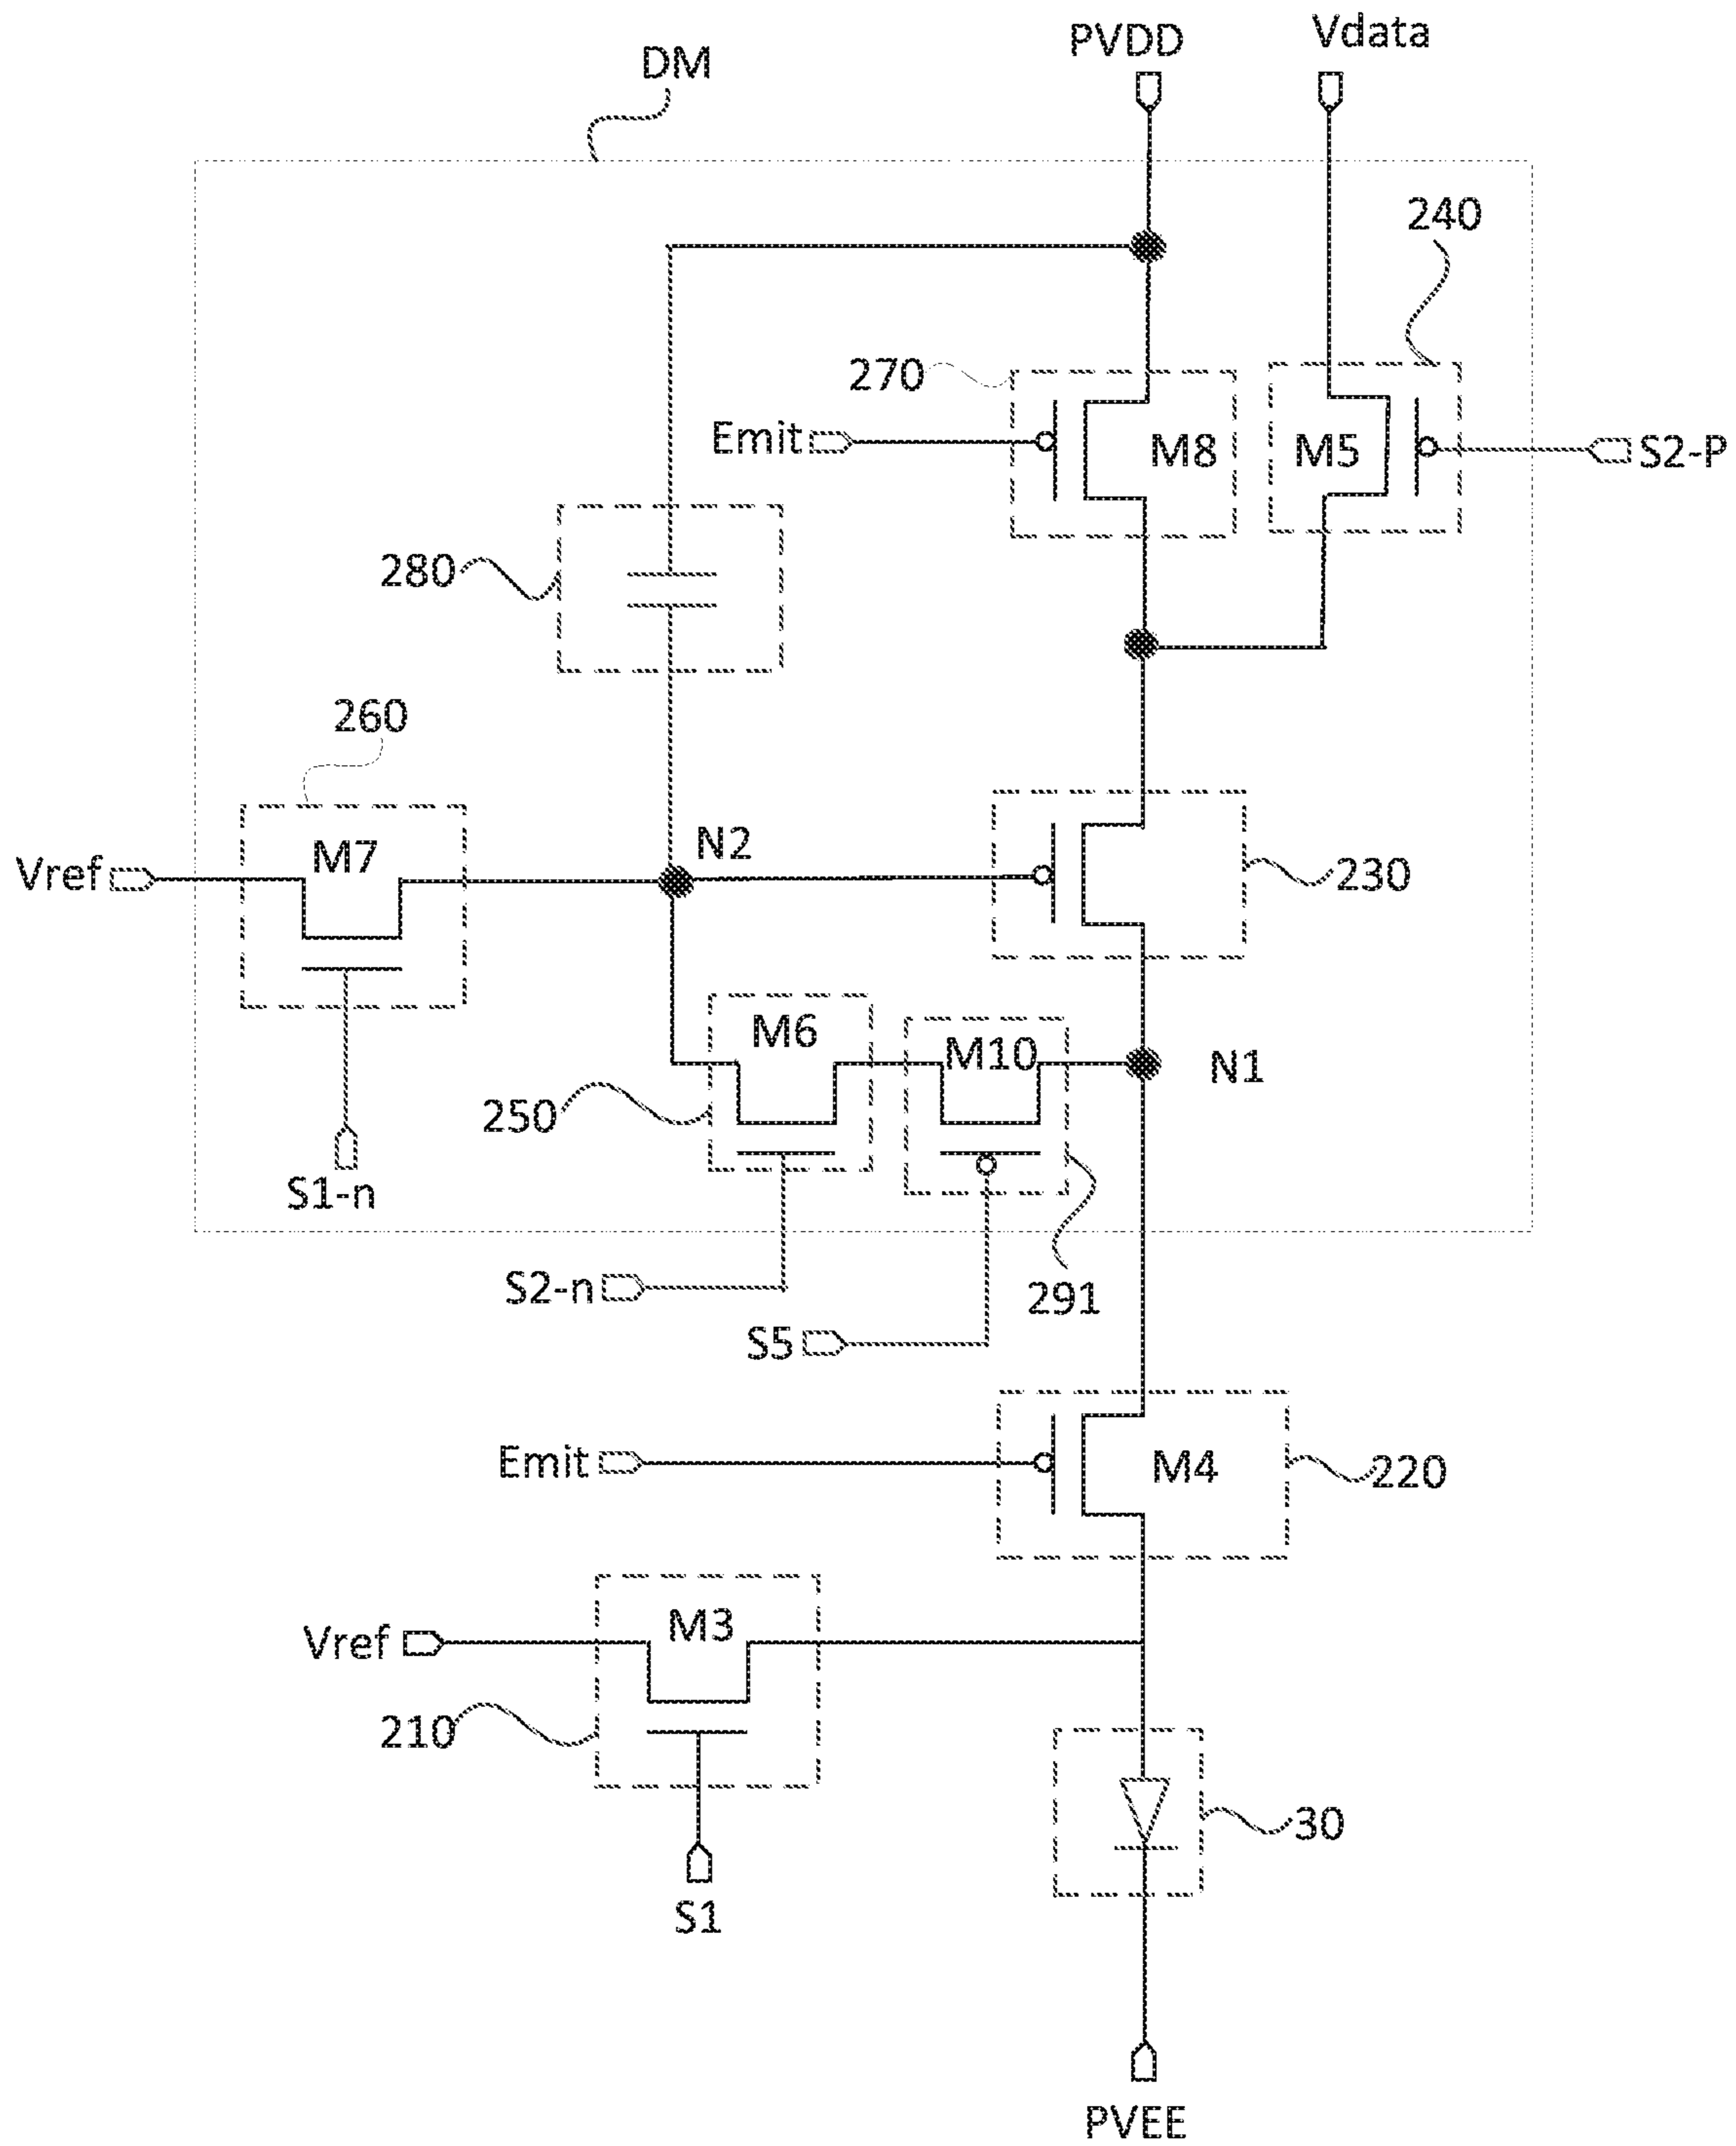 PVDD
Vdata
DM
240
270
Emit
M8
M5
S2-P
280
260
M7
N2
Vref
230
M6
M10
N1
250
S1-n
S2-n
291
S5
Emit
M4
220
M3
Vref
210
30
S1
PVEE